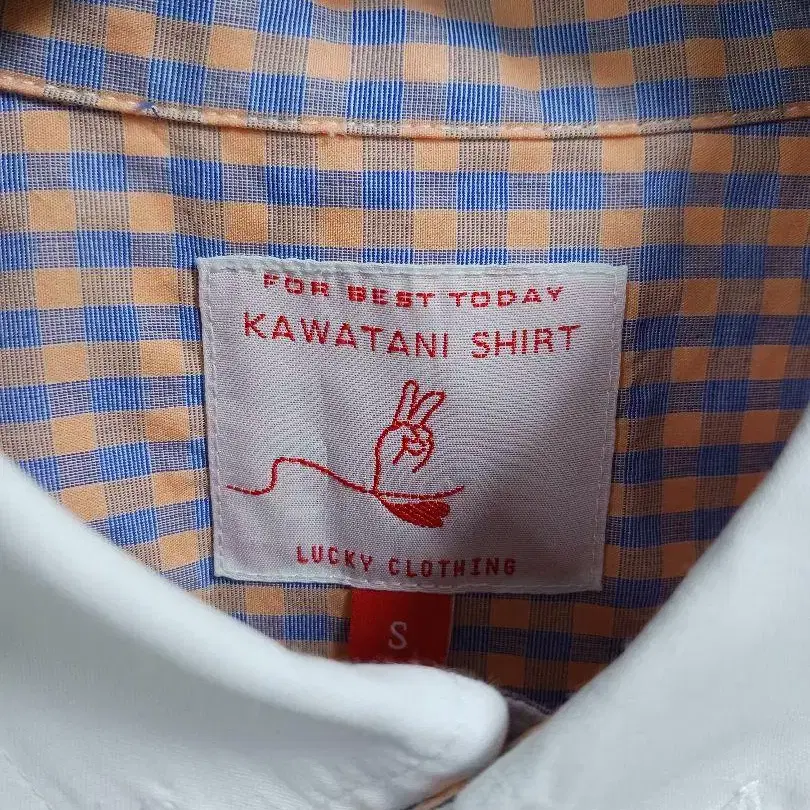 FOR BEST TODAY
KAWATANI SHIRT
LUCKY CLOTHING
S